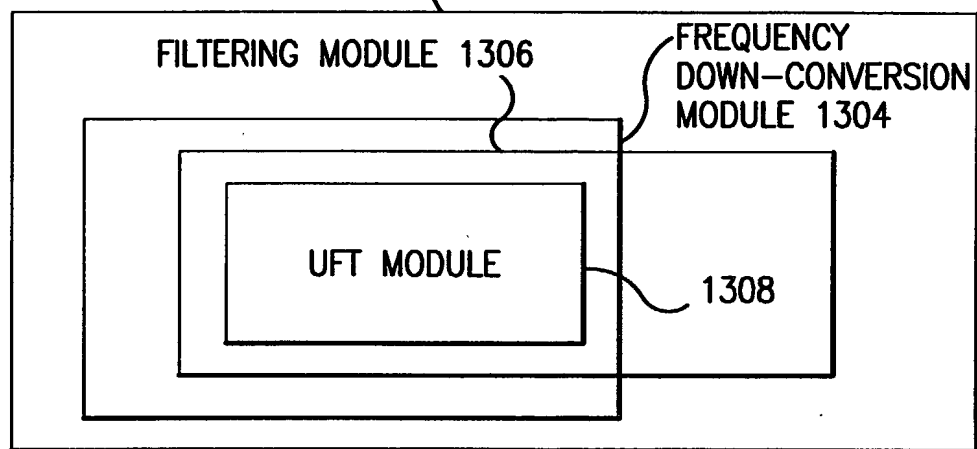 FILTERING MODULE 1306
FREQUENCY
DOWN-CONVERSION
MODULE 1304
UFT MODULE
1308